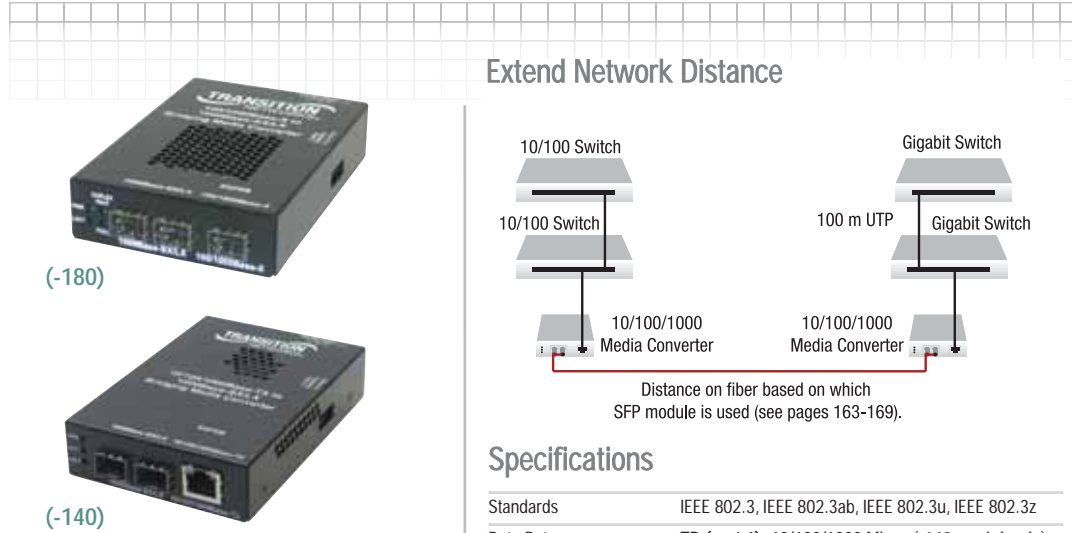 TRANSITION
(-180)
TRANSITION
(-140)
Extend Network Distance
10/100 Switch
Gigabit Switch
10/100 Switch
100 m UTP
Gigabit Switch
10/100/1000
Media Converter
10/100/1000
Media Converter
Distance on fiber based on which
SFP module is used (see pages 163-169).
Specifications
Standards IEEE 802.3, IEEE 802.3ab, IEEE 802.3u, IEEE 802.3z